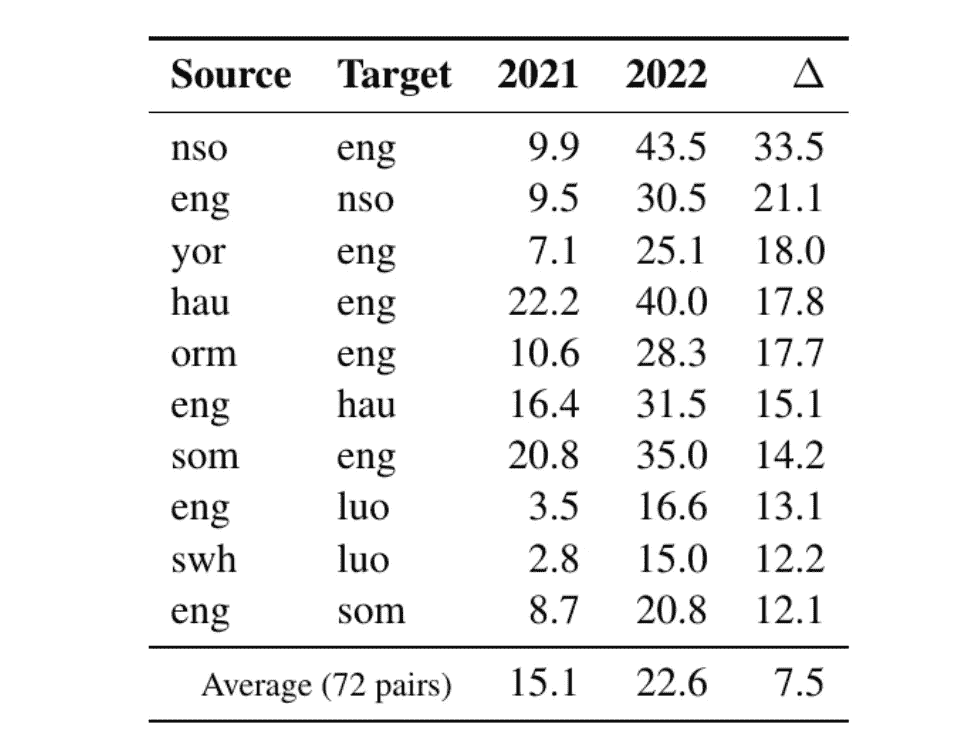 Source Target 2021 2022 Δ
nso eng 9.9 43.5 33.5
eng nso 9.5 30.5 21.1
yor eng 7.1 25.1 18.0
hau eng 22.2 40.0 17.8
orm eng 10.6 28.3 17.7
eng hau 16.4 31.5 15.1
som eng 20.8 35.0 14.2
eng luo 3.5 16.6 13.1
swh luo 2.8 15.0 12.2
eng som 8.7 20.8 12.1
Average (72 pairs) 15.1 22.6 7.5